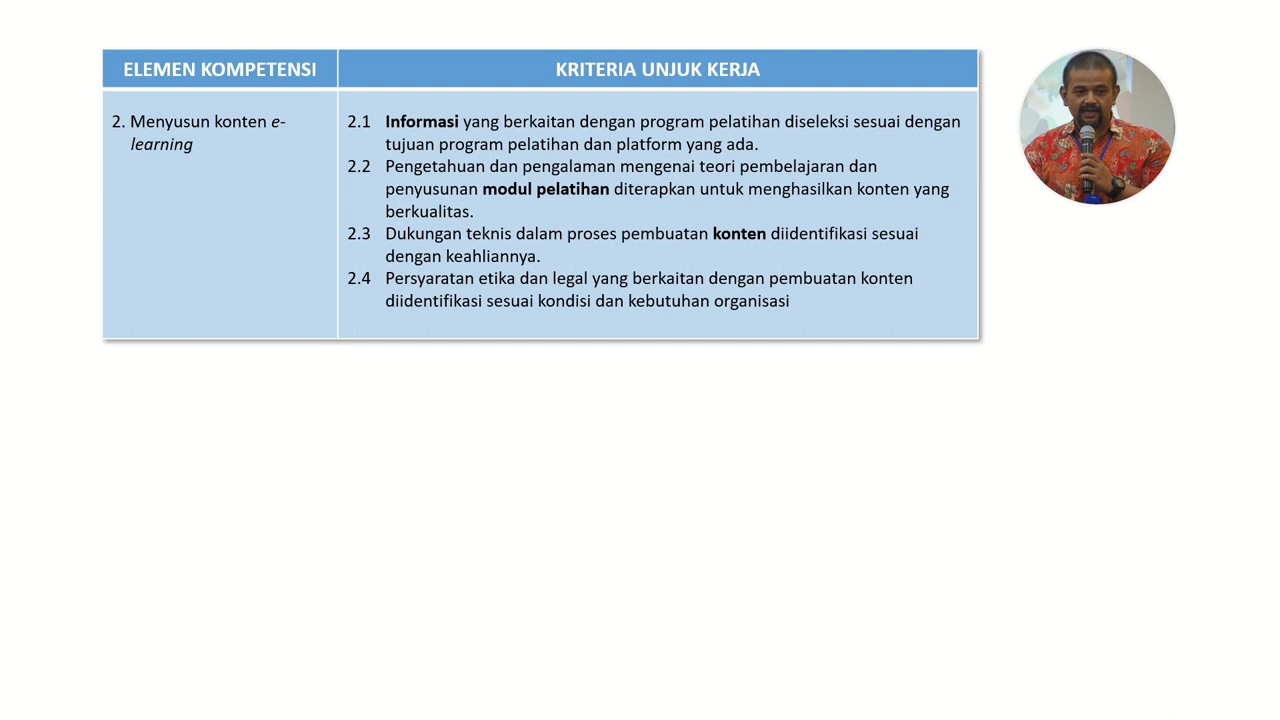 ELEMEN KOMPETENSI
KRITERIA UNJUK KERJA
2. Menyusun konten e-
learning
2.1 Informasi yang berkaitan dengan program pelatihan diseleksi sesuai dengan
tujuan program pelatihan dan platform yang ada.
2.2 Pengetahuan dan pengalaman mengenai teori pembelajaran dan
penyusunan modul pelatihan diterapkan untuk menghasilkan konten yang
berkualitas.
2.3 Dukungan teknis dalam proses pembuatan konten diidentifikasi sesuai
dengan keahliannya.
2.4 Persyaratan etika dan legal yang berkaitan dengan pembuatan konten
diidentifikasi sesuai kondisi dan kebutuhan organisasi